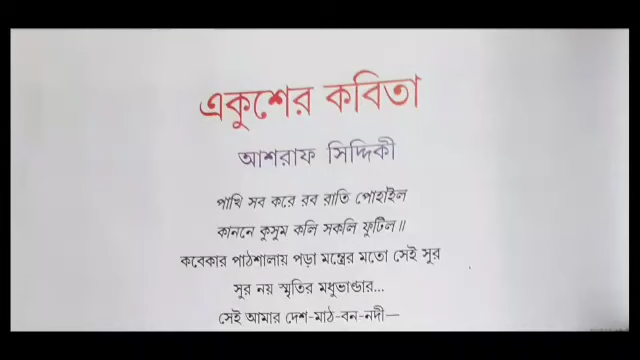 একুশের কবিতা
আশরাফ সিদ্দিকী
পাখি সব করে রব রাতি পোহাইল
কাননে কুসুম কলি সকলি ফুটিল॥
কবেকার পাঠশালায় পড়া মন্ত্রের মতো সেই সুর
সুর নয় স্মৃতির মধুভাণ্ডার...
সেই আমার দেশ-মাঠ-বন-নদী—